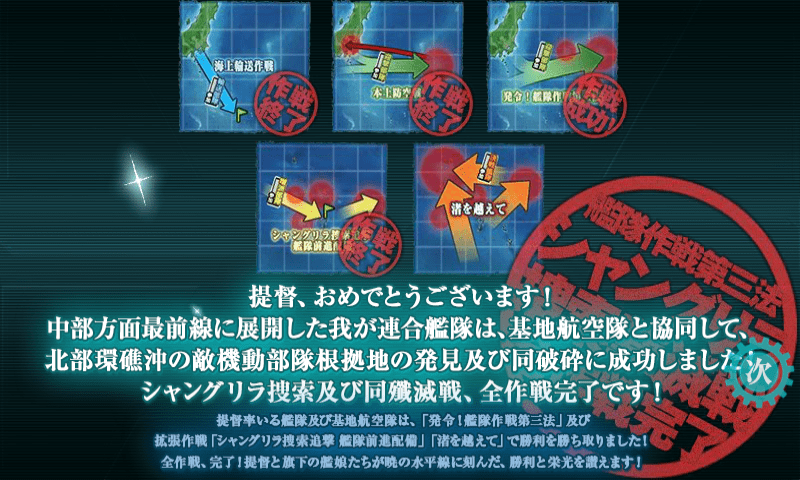 海上輸送作戦
作戦終了
本土防空
作戦終了
発令！艦隊作
作戦成功！
シャングリラ捜索追
艦隊前進配
作戦終了
渚を越えて
艦隊作戦第三法
シャングリ
戦完了
提督、おめでとうございます！
中部方面最前線に展開した我が連合艦隊は、基地航空隊と協同して、
北部環礁沖の敵機動部隊根拠地の発見及び同破砕に成功しました。
次
シャングリラ捜索及び同殲滅戦、全作戦完了です！
提督率いる艦隊及び基地航空隊は、「発令！艦隊作戦第三法」及び
拡張作戦「シャングリラ捜索追撃 艦隊前進配備」「渚を越えて」で勝利を勝ち取りました！
全作戦、完了！提督と旗下の艦娘たちが暁の水平線に刻んだ、勝利と栄光を讃えます！